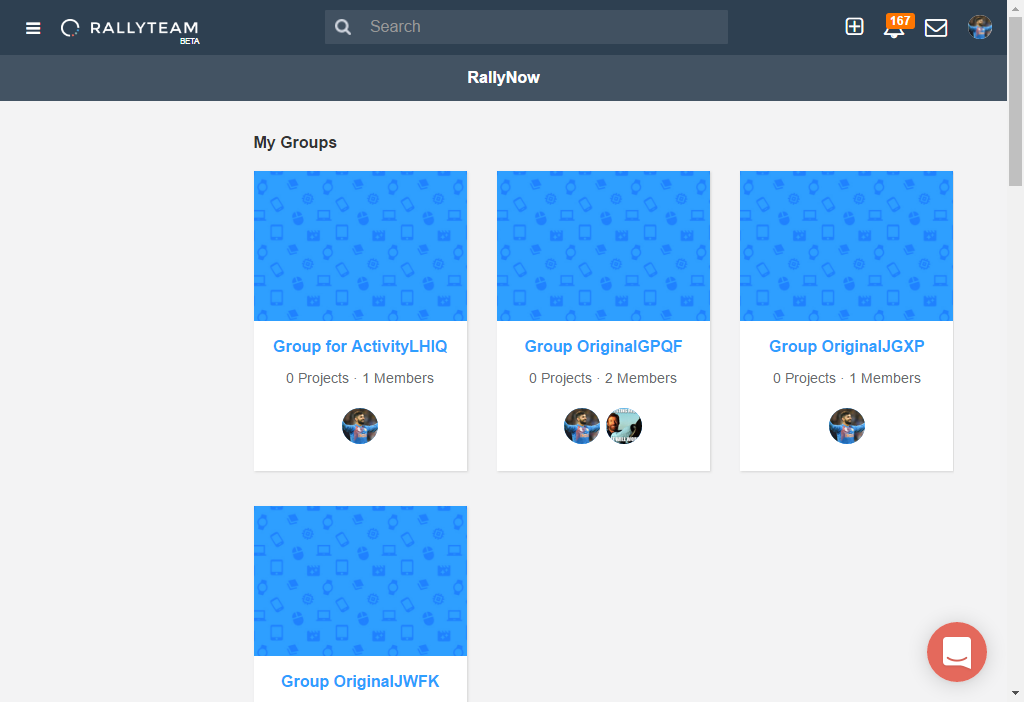 RALLYTEAM
BETA
Search
167
RallyNow
My Groups
Group for ActivityLHIQ
0 Projects · 1 Members
Group OriginalGPQF
0 Projects · 2 Members
Group OriginalJGXP
0 Projects · 1 Members
Group OriginalJWFK